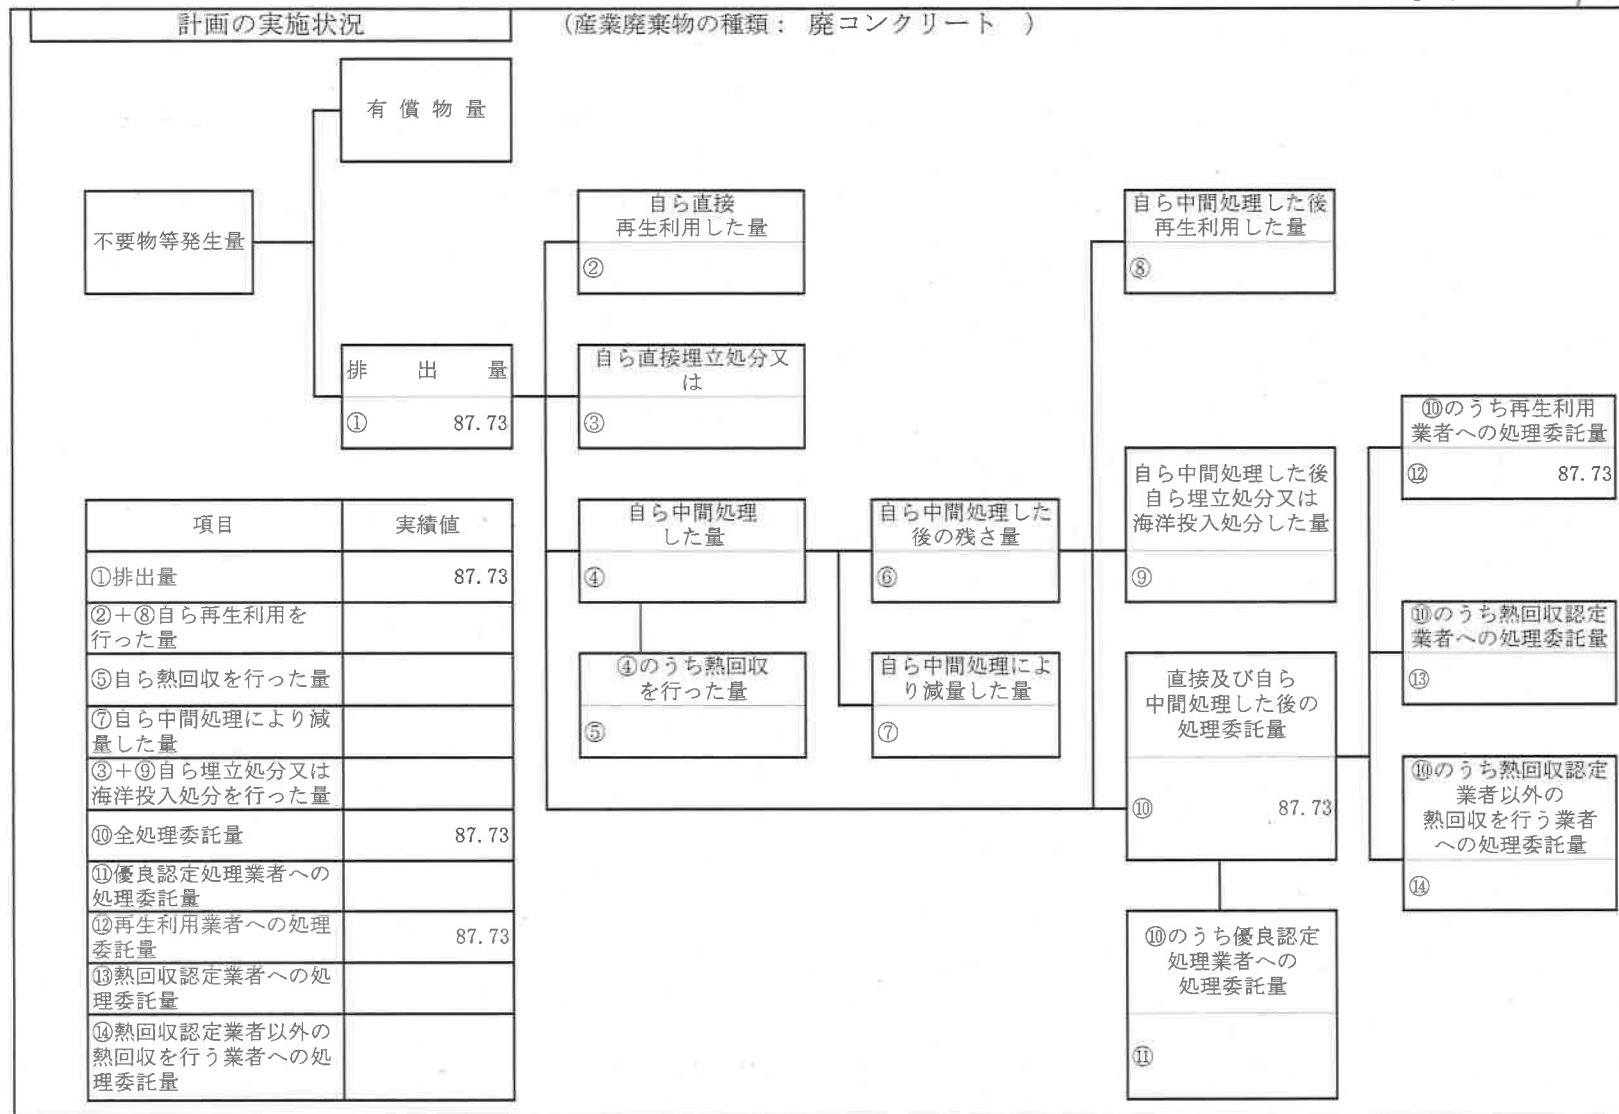 計画の実施状況
（産業廃棄物の種類： 廃コンクリート ）
有 償 物 量
不要物等発生量
排 出 量
① 87.73
自ら直接
再生利用した量
②
自ら直接埋立処分又
は
③
自ら中間処理
した量
④
④のうち熱回収
を行った量
⑤
自ら中間処理した
後の残さ量
⑥
自ら中間処理によ
り減量した量
⑦
自ら中間処理した後
再生利用した量
⑧
自ら中間処理した後
自ら埋立処分又は
海洋投入処分した量
⑨
直接及び自ら
中間処理した後の
処理委託量
⑩ 87.73
⑩のうち優良認定
処理業者への
処理委託量
⑪
⑩のうち再生利用
業者への処理委託量
⑫ 87.73
⑩のうち熱回収認定
業者への処理委託量
⑬
⑩のうち熱回収認定
業者以外の
熱回収を行う業者
への処理委託量
⑭
項目 実績値
①排出量 87.73
②＋⑧自ら再生利用を
行った量
⑤自ら熱回収を行った量
⑦自ら中間処理により減
量した量
③＋⑨自ら埋立処分又は
海洋投入処分を行った量
⑩全処理委託量 87.73
⑪優良認定処理業者への
処理委託量
⑫再生利用業者への処理
委託量 87.73
⑬熱回収認定業者への処
理委託量
⑭熱回収認定業者以外の
熱回収を行う業者への処
理委託量